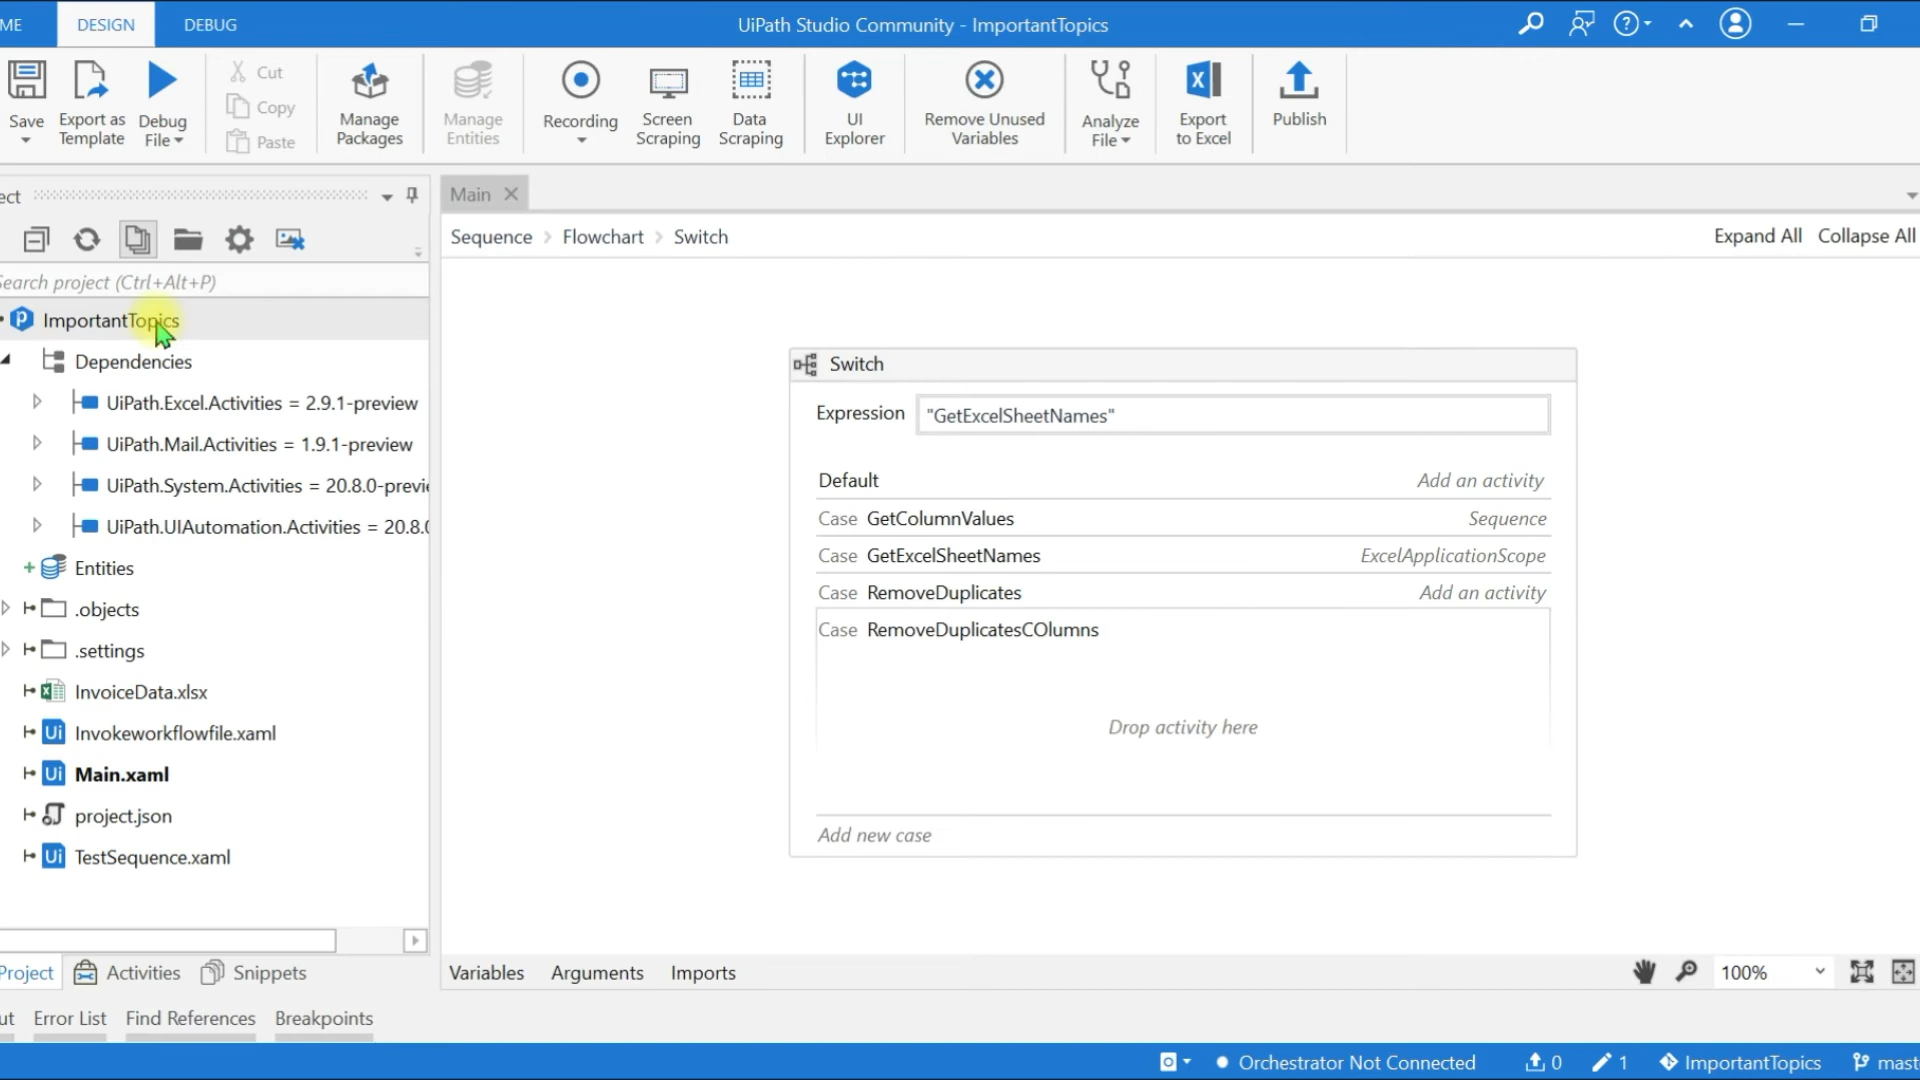 ME DESIGN DEBUG UiPath Studio Community - ImportantTopics
Save Export as Template Debug File Cut Copy Paste Manage Packages Manage Entities Recording Screen Scraping Data Scraping UI Explorer Remove Unused Variables Analyze File Export to Excel Publish
ect
Search project (Ctrl+Alt+P)
ImportantTopics
Dependencies
UiPath.Excel.Activities = 2.9.1-preview
UiPath.Mail.Activities = 1.9.1-preview
UiPath.System.Activities = 20.8.0-previe
UiPath.UIAutomation.Activities = 20.8.0
Entities
.objects
.settings
InvoiceData.xlsx
Invokeworkflowfile.xaml
Main.xaml
project.json
TestSequence.xaml
Project Activities Snippets
Main
Sequence Flowchart Switch Expand All Collapse All
Switch
Expression "GetExcelSheetNames"
Default Add an activity
Case GetColumnValues Sequence
Case GetExcelSheetNames ExcelApplicationScope
Case RemoveDuplicates Add an activity
Case RemoveDuplicatesCOlumns
Drop activity here
Add new case
Variables Arguments Imports 100%
ut Error List Find References Breakpoints
Orchestrator Not Connected 0 1 ImportantTopics mast